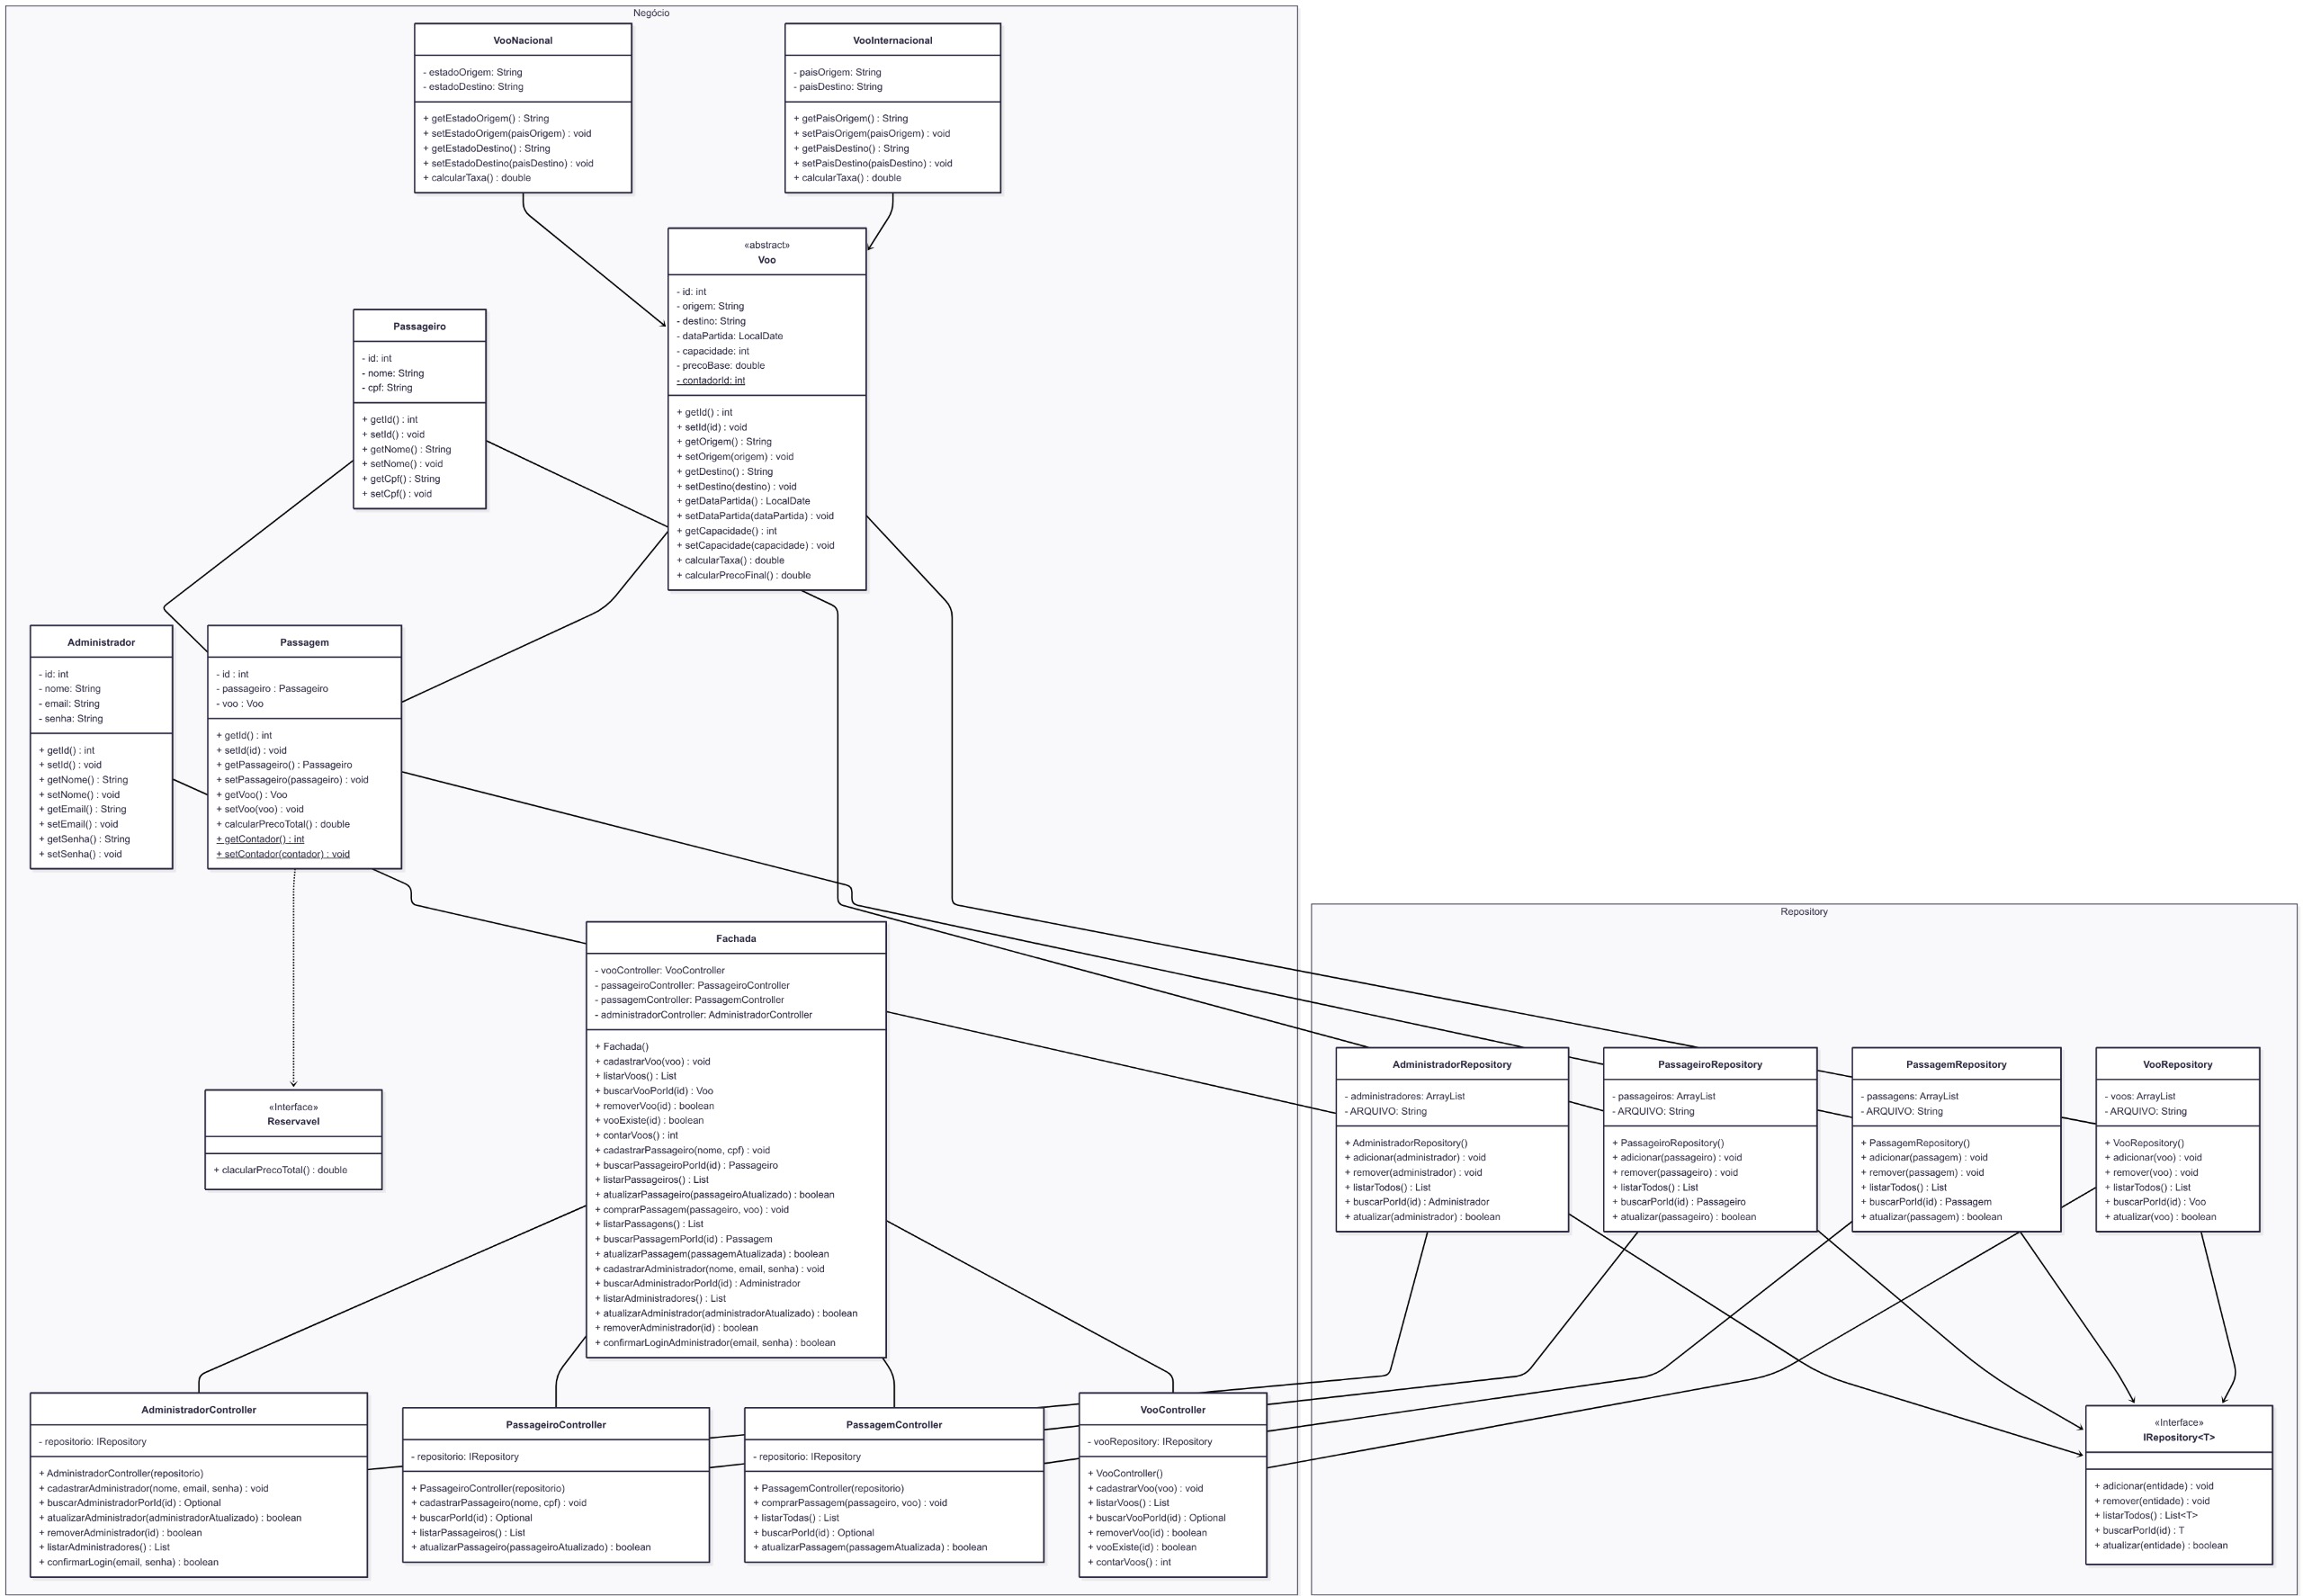 Negócio
VooNacional
- estadoOrigem: String
- estadoDestino: String
+ getEstadoOrigem() : String
+ setEstadoOrigem(paisOrigem) : void
+ getEstadoDestino() : String
+ setEstadoDestino(paisDestino) : void
+ calcularTaxa() : double
VooInternacional
- paisOrigem: String
- paisDestino: String
+ getPaisOrigem() : String
+ setPaisOrigem(paisOrigem) : void
+ getPaisDestino() : String
+ setPaisDestino(paisDestino) : void
+ calcularTaxa() : double
«abstract»
Voo
- id: int
- origem: String
- destino: String
- dataPartida: LocalDate
- capacidade: int
- precoBase: double
- contadorId: int
+ getId() : int
+ setId(id) : void
+ getOrigem() : String
+ setOrigem(origem) : void
+ getDestino() : String
+ setDestino(destino) : void
+ getDataPartida() : LocalDate
+ setDataPartida(dataPartida) : void
+ getCapacidade() : int
+ setCapacidade(capacidade) : void
+ calcularTaxa() : double
+ calcularPrecoFinal() : double
Passageiro
- id: int
- nome: String
- cpf: String
+ getId() : int
+ setId() : void
+ getNome() : String
+ setNome() : void
+ getCpf() : String
+ setCpf() : void
Administrador
- id: int
- nome: String
- email: String
- senha: String
+ getId() : int
+ setId() : void
+ getNome() : String
+ setNome() : void
+ getEmail() : String
+ setEmail() : void
+ getSenha() : String
+ setSenha() : void
Passagem
- id : int
- passageiro : Passageiro
- voo : Voo
+ getId() : int
+ setId(id) : void
+ getPassageiro() : Passageiro
+ setPassageiro(passageiro) : void
+ getVoo() : Voo
+ setVoo(voo) : void
+ calcularPrecoTotal() : double
+ getContador() : int
+ setContador(contador) : void
Fachada
- vooController: VooController
- passageiroController: PassageiroController
- passagemController: PassagemController
- administradorController: AdministradorController
+ Fachada()
+ cadastrarVoo(voo) : void
+ listarVoos() : List
+ buscarVooPorId(id) : Voo
+ removerVoo(id) : boolean
+ vooExiste(id) : boolean
+ contarVoos() : int
+ cadastrarPassageiro(nome, cpf) : void
+ buscarPassageiroPorId(id) : Passageiro
+ listarPassageiros() : List
+ atualizarPassageiro(passageiroAtualizado) : boolean
+ comprarPassagem(passageiro, voo) : void
+ listarPassagens() : List
+ buscarPassagemPorId(id) : Passagem
+ atualizarPassagem(passagemAtualizada) : boolean
+ cadastrarAdministrador(nome, email, senha) : void
+ buscarAdministradorPorId(id) : Administrador
+ listarAdministradores() : List
+ atualizarAdministrador(administradorAtualizado) : boolean
+ removerAdministrador(id) : boolean
+ confirmarLoginAdministrador(email, senha) : boolean
«Interface»
Reservavel
+ clacularPrecoTotal() : double
AdministradorController
- repositorio: IRepository
+ AdministradorController(repositorio)
+ cadastrarAdministrador(nome, email, senha) : void
+ buscarAdministradorPorId(id) : Optional
+ atualizarAdministrador(administradorAtualizado) : boolean
+ removerAdministrador(id) : boolean
+ listarAdministradores() : List
+ confirmarLogin(email, senha) : boolean
PassageiroController
- repositorio: IRepository
+ PassageiroController(repositorio)
+ cadastrarPassageiro(nome, cpf) : void
+ buscarPorId(id) : Optional
+ listarPassageiros() : List
+ atualizarPassageiro(passageiroAtualizado) : boolean
PassagemController
- repositorio: IRepository
+ PassagemController(repositorio)
+ comprarPassagem(passageiro, voo) : void
+ listarTodas() : List
+ buscarPorId(id) : Optional
+ atualizarPassagem(passagemAtualizada) : boolean
VooController
- vooRepository: IRepository
+ VooController()
+ cadastrarVoo(voo) : void
+ listarVoos() : List
+ buscarVooPorId(id) : Optional
+ removerVoo(id) : boolean
+ vooExiste(id) : boolean
+ contarVoos() : int
Repository
AdministradorRepository
- administradores: ArrayList
- ARQUIVO: String
+ AdministradorRepository()
+ adicionar(administrador) : void
+ remover(administrador) : void
+ listarTodos() : List
+ buscarPorId(id) : Administrador
+ atualizar(administrador) : boolean
PassageiroRepository
- passageiros: ArrayList
- ARQUIVO: String
+ PassageiroRepository()
+ adicionar(passageiro) : void
+ remover(passageiro) : void
+ listarTodos() : List
+ buscarPorId(id) : Passageiro
+ atualizar(passageiro) : boolean
PassagemRepository
- passagens: ArrayList
- ARQUIVO: String
+ PassagemRepository()
+ adicionar(passagem) : void
+ remover(passagem) : void
+ listarTodos() : List
+ buscarPorId(id) : Passagem
+ atualizar(passagem) : boolean
VooRepository
- voos: ArrayList
- ARQUIVO: String
+ VooRepository()
+ adicionar(voo) : void
+ remover(voo) : void
+ listarTodos() : List
+ buscarPorId(id) : Voo
+ atualizar(voo) : boolean
«Interface»
IRepository<T>
+ adicionar(entidade) : void
+ remover(entidade) : void
+ listarTodos() : List<T>
+ buscarPorId(id) : T
+ atualizar(entidade) : boolean